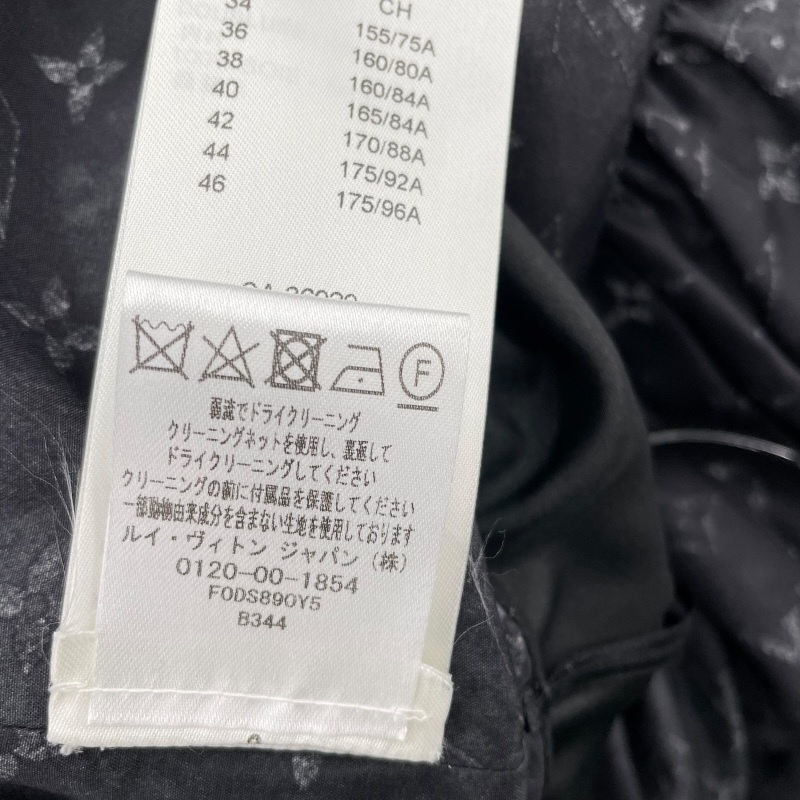 34 CH
36 155/75A
38 160/80A
40 160/84A
42 165/84A
44 170/88A
46 175/92A
175/96A
CA 36029
F
弱流でドライクリーニング
クリーニングネットを使用し、裏返して
ドライクリーニングしてください
クリーニングの前に付属品を保護してください
一部動物由来成分を含まない生地を使用しております
ルイ・ヴィトン ジャパン（株）
0120-00-1854
FODS890Y5
B344